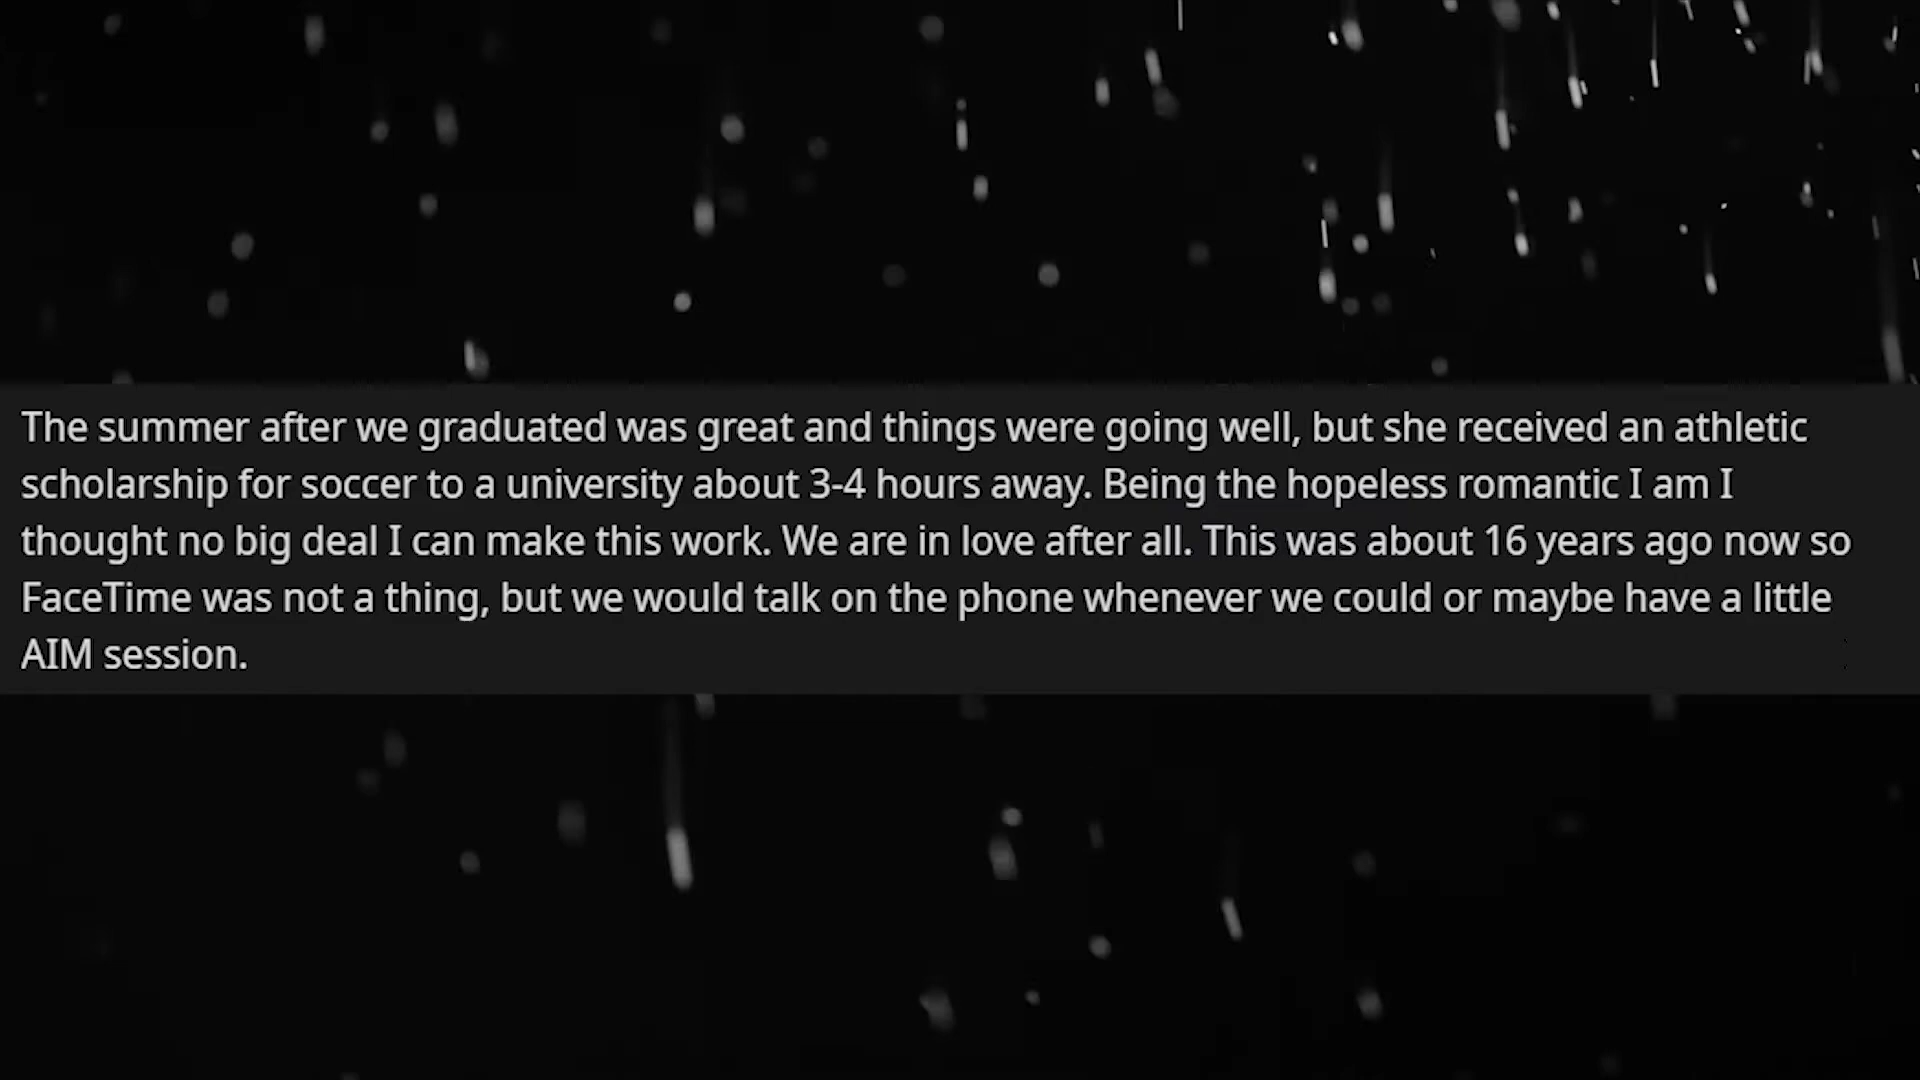 The summer after we graduated was great and things were going well, but she received an athletic
scholarship for soccer to a university about 3-4 hours away. Being the hopeless romantic I am I
thought no big deal I can make this work. We are in love after all. This was about 16 years ago now so
FaceTime was not a thing, but we would talk on the phone whenever we could or maybe have a little
AIM session.